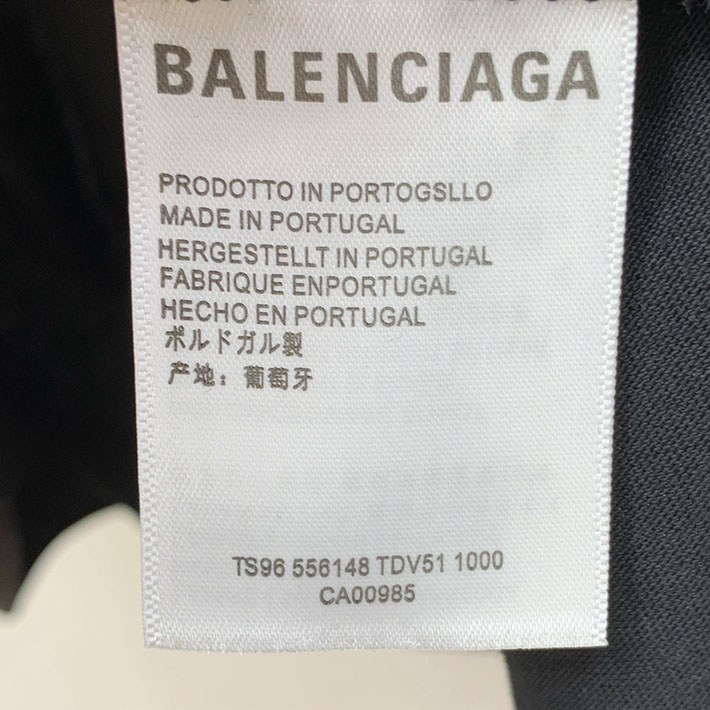 BALENCIAGA
PRODOTTO IN PORTOGSLLO
MADE IN PORTUGAL
HERGESTELLT IN PORTUGAL
FABRIQUE ENPORTUGAL
HECHO EN PORTUGAL
ポルドガル製
产地：葡萄牙
TS96 556148 TDV51 1000
CA00985